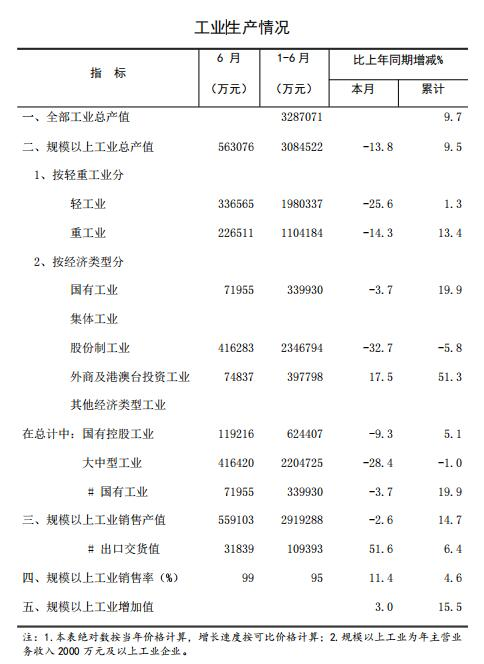 工业生产情况
指 标 6 月 1-6 月 比上年同期增减%
（万元） （万元） 本月 累计
一、全部工业总产值 3287071 9.7
二、规模以上工业总产值 563076 3084522 -13.8 9.5
1、按轻重工业分
轻工业 336565 1980337 -25.6 1.3
重工业 226511 1104184 -14.3 13.4
2、按经济类型分
国有工业 71955 339930 -3.7 19.9
集体工业
股份制工业 416283 2346794 -32.7 -5.8
外商及港澳台投资工业 74837 397798 17.5 51.3
其他经济类型工业
在总计中：国有控股工业 119216 624407 -9.3 5.1
大中型工业 416420 2204725 -28.4 -1.0
# 国有工业 71955 339930 -3.7 19.9
三、规模以上工业销售产值 559103 2919288 -2.6 14.7
# 出口交货值 31839 109393 51.6 6.4
四、规模以上工业销售率（%） 99 95 11.4 4.6
五、规模以上工业增加值 3.0 15.5
注：1.本表绝对数按当年价格计算，增长速度按可比价格计算；2.规模以上工业为年主营业
务收入 2000 万元及以上工业企业。